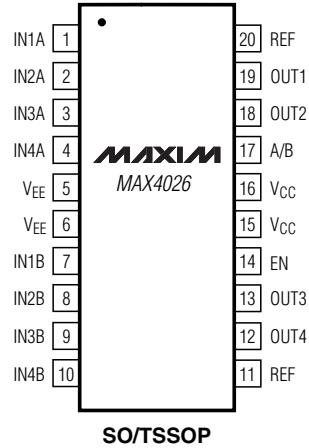 IN1A 1 20 REF
IN2A 2 19 OUT1
IN3A 3 18 OUT2
IN4A 4 MAXIM 17 A/B
VEE 5 MAX4026 16 VCC
VEE 6 15 VCC
IN1B 7 14 EN
IN2B 8 13 OUT3
IN3B 9 12 OUT4
IN4B 10 11 REF
SO/TSSOP